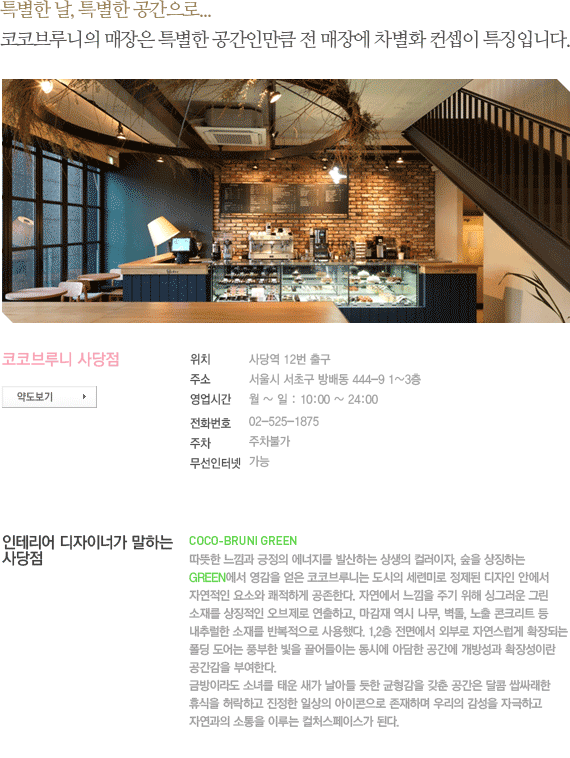 특별한 날, 특별한 공간으로...
코코브루니의 매장은 특별한 공간인만큼 전 매장에 차별화 컨셉이 특징입니다.
코코브루니 사당점
약도보기
위치 사당역 12번 출구
주소 서울시 서초구 방배동 444-9 1~3층
영업시간 월 ~ 일 : 10:00 ~ 24:00
전화번호 02-525-1875
주차 주차불가
무선인터넷 가능
인테리어 디자이너가 말하는
사당점
COCO-BRUNI GREEN
따뜻한 느낌과 긍정의 에너지를 발산하는 상생의 컬러이자, 숲을 상징하는
GREEN에서 영감을 얻은 코코브루니는 도시의 세련미로 정제된 디자인 안에서
자연적인 요소와 쾌적하게 공존한다. 자연에서 느낌을 주기 위해 싱그러운 그린
소재를 상징적인 오브제로 연출하고, 마감재 역시 나무, 벽돌, 노출 콘크리트 등
내추럴한 소재를 반복적으로 사용했다. 1,2층 전면에서 외부로 자연스럽게 확장되는
폴딩 도어는 풍부한 빛을 끌어들이는 동시에 아담한 공간에 개방성과 확장성이란
공간감을 부여한다.
금방이라도 소녀를 태운 새가 날아들 듯한 균형감을 갖춘 공간은 달콤 쌉싸래한
휴식을 허락하고 진정한 일상의 아이콘으로 존재하며 우리의 감성을 자극하고
자연과의 소통을 이루는 컬처스페이스가 된다.